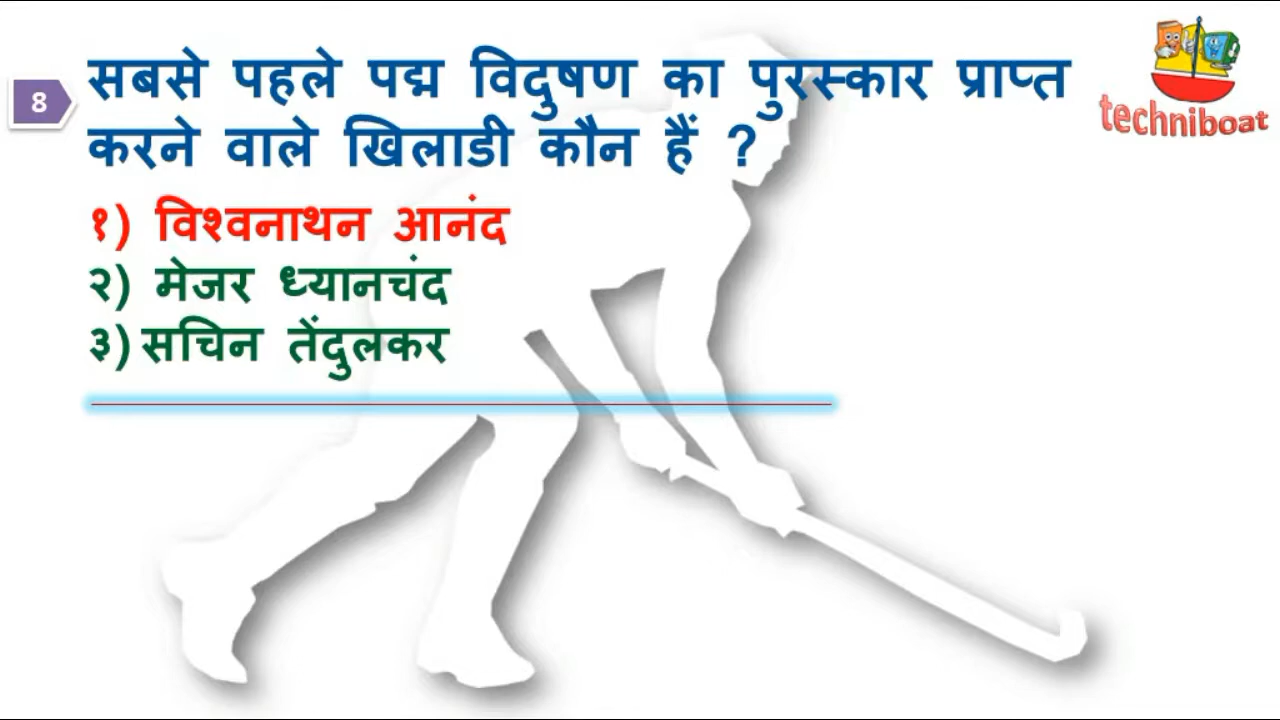 8
सबसे पहले पद्म विदुषण का पुरस्कार प्राप्त
करने वाले खिलाडी कौन हैं ?
१) विश्वनाथन आनंद
२) मेजर ध्यानचंद
३) सचिन तेंदुलकर
techniboat